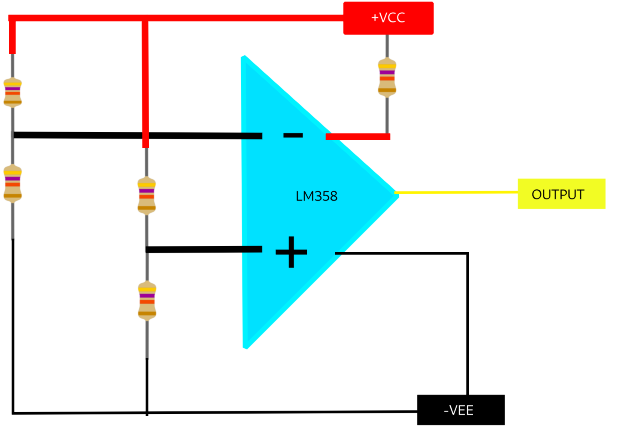 +VCC
-
LM358
OUTPUT
+
-VEE